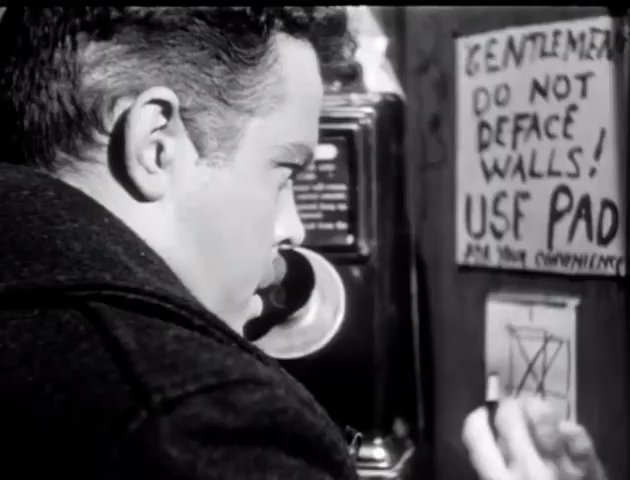 GENTLEMEN
DO NOT
DEFACE
WALLS!
USE PAD
FOR YOUR CONVENIENCE